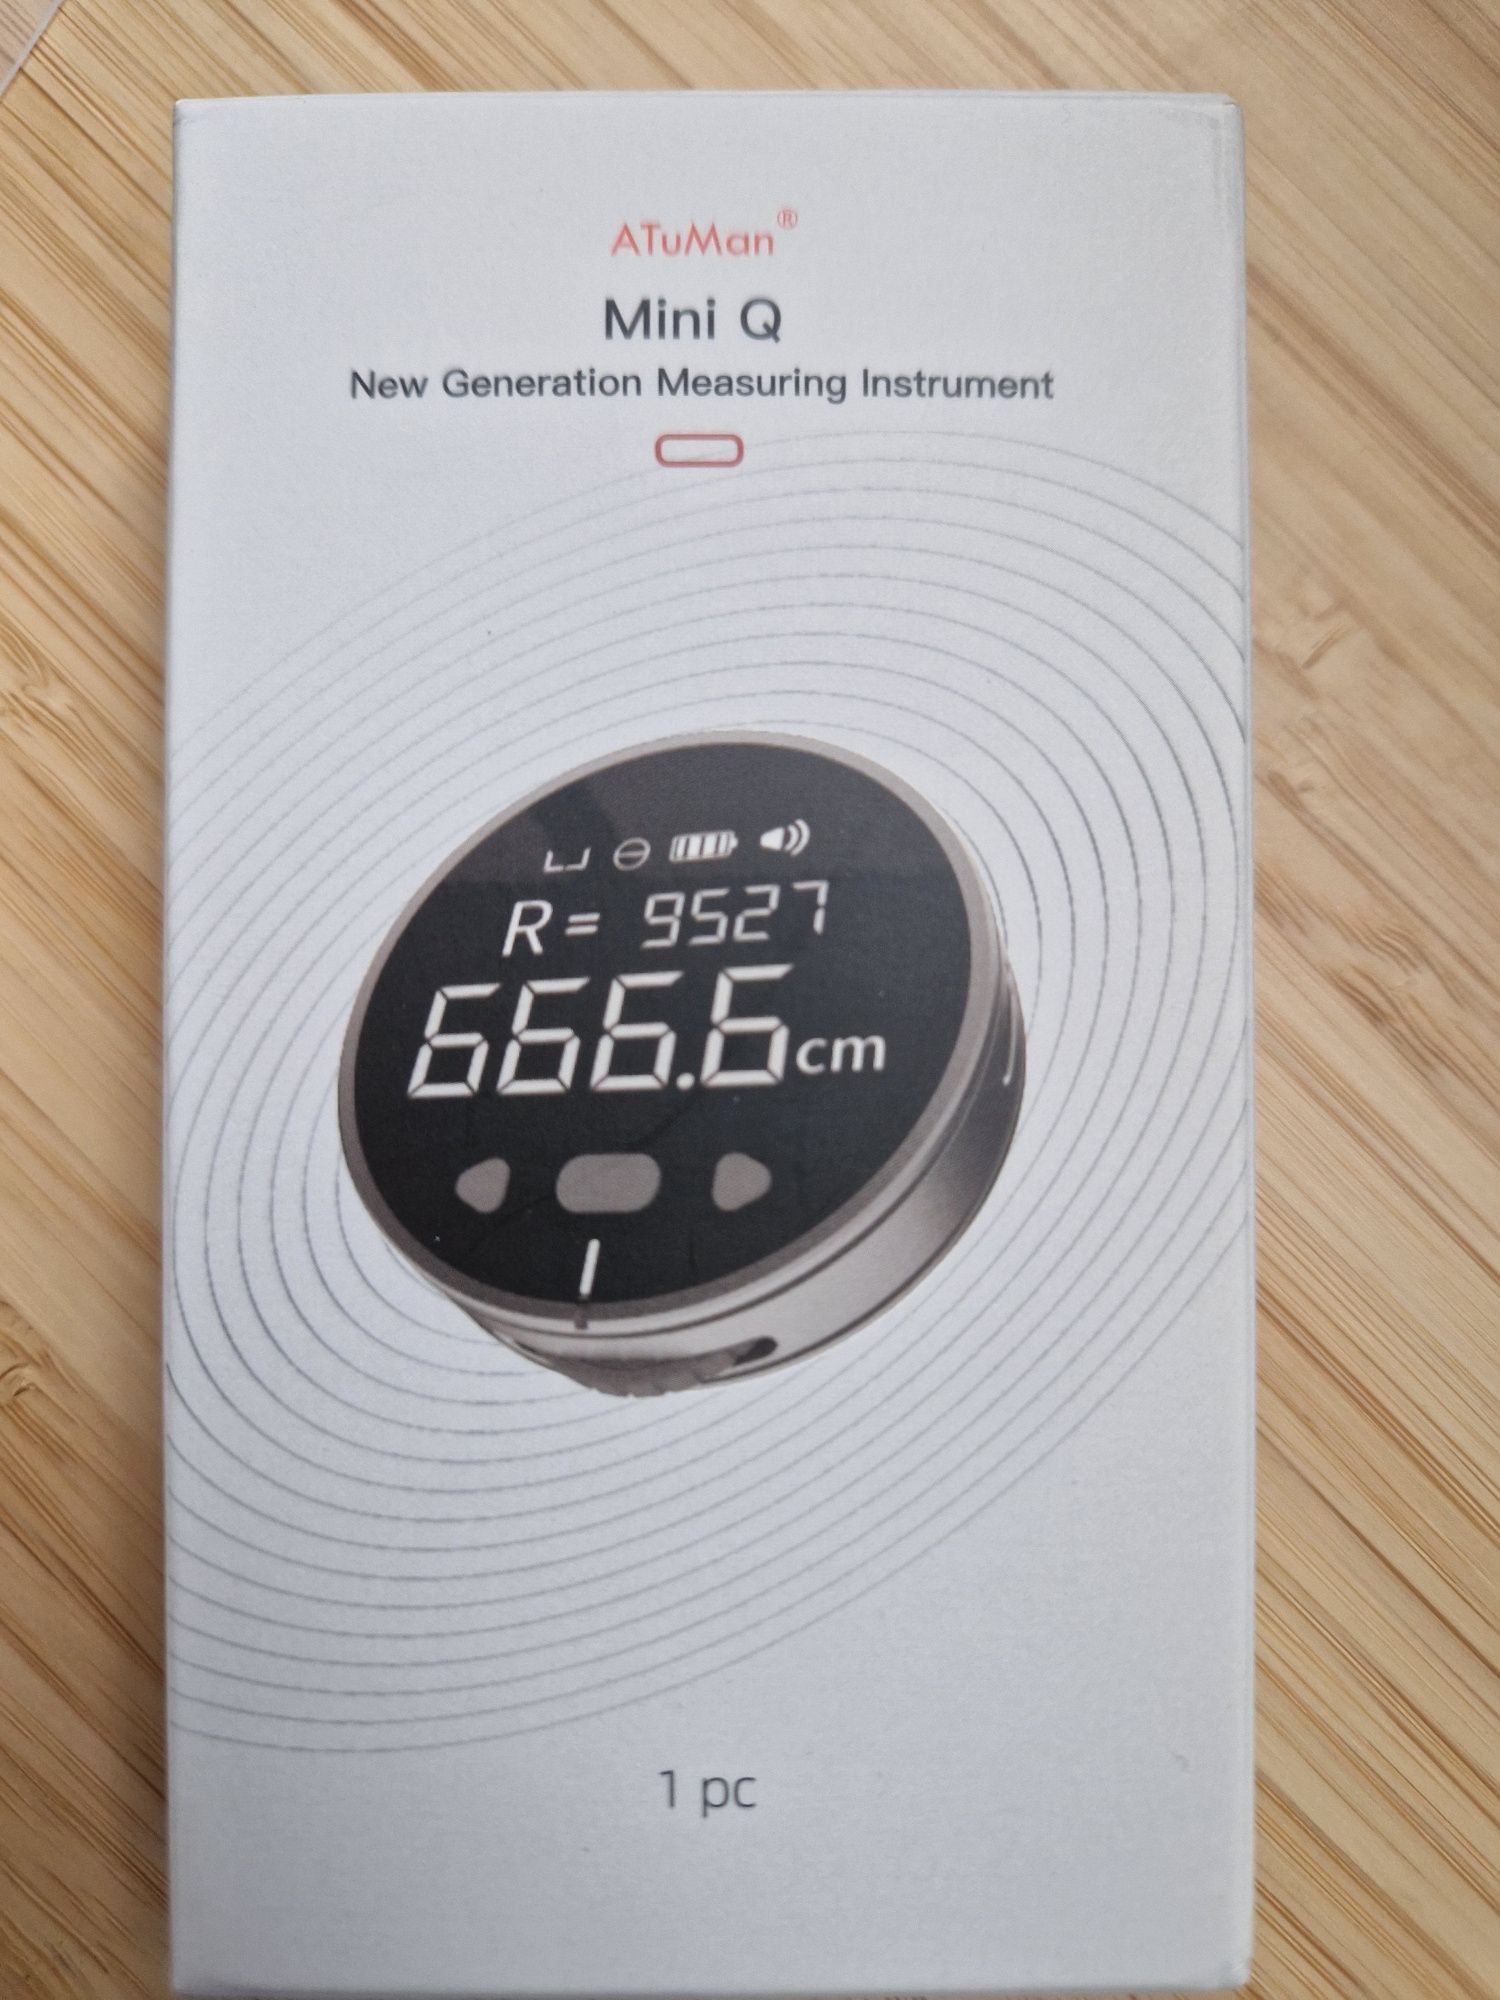 ATuMan®
Mini Q
New Generation Measuring Instrument
R= 9527
666.6cm
1 pc